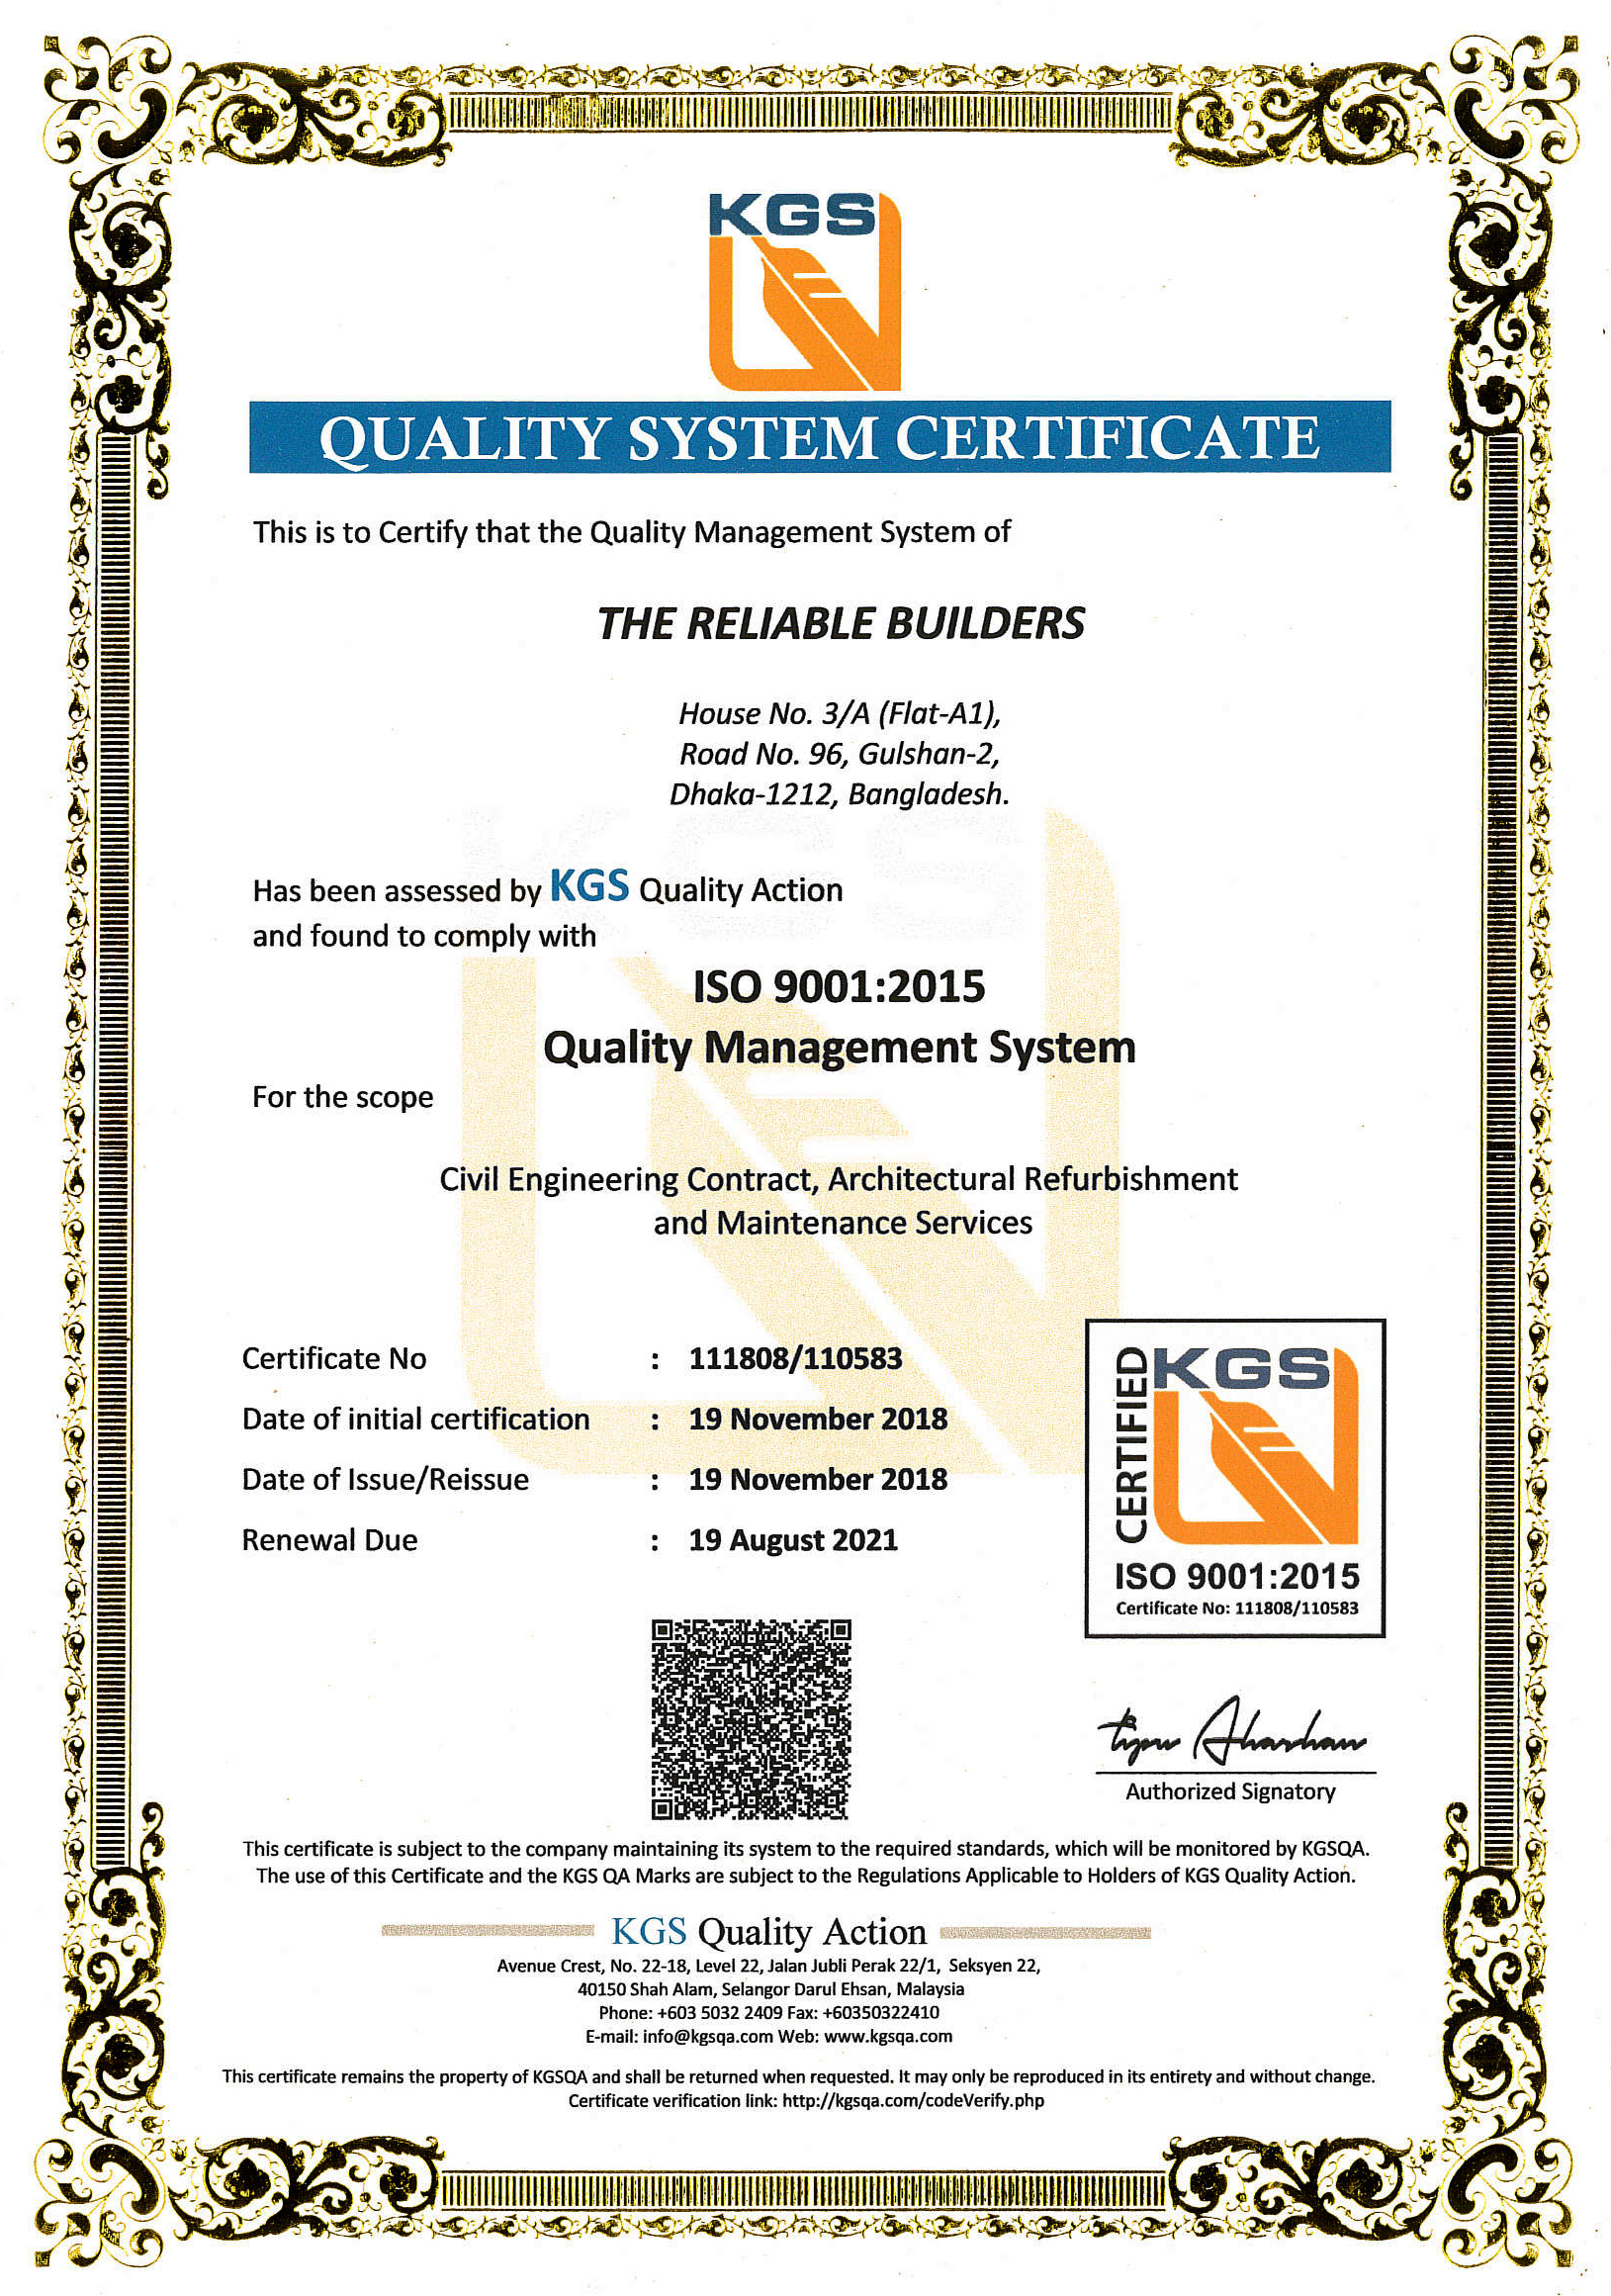 KGS
QUALITY SYSTEM CERTIFICATE
This is to Certify that the Quality Management System of
THE RELIABLE BUILDERS
House No. 3/A (Flat-A1),
Road No. 96, Gulshan-2,
Dhaka-1212, Bangladesh.
Has been assessed by KGS Quality Action
and found to comply with
ISO 9001:2015
Quality Management System
For the scope
Civil Engineering Contract, Architectural Refurbishment
and Maintenance Services
Certificate No : 111808/110583
Date of initial certification : 19 November 2018
Date of Issue/Reissue : 19 November 2018
Renewal Due : 19 August 2021
CERTIFIED
KGS
ISO 9001:2015
Certificate No: 111808/110583
Authorized Signatory
This certificate is subject to the company maintaining its system to the required standards, which will be monitored by KGSQA.
The use of this Certificate and the KGS QA Marks are subject to the Regulations Applicable to Holders of KGS Quality Action.
KGS Quality Action
Avenue Crest, No. 22-18, Level 22, Jalan Jubli Perak 22/1, Seksyen 22,
40150 Shah Alam, Selangor Darul Ehsan, Malaysia
Phone: +603 5032 2409 Fax: +60350322410
E-mail: info@kgsqa.com Web: www.kgsqa.com
This certificate remains the property of KGSQA and shall be returned when requested. It may only be reproduced in its entirety and without change.
Certificate verification link: http://kgsqa.com/codeVerify.php